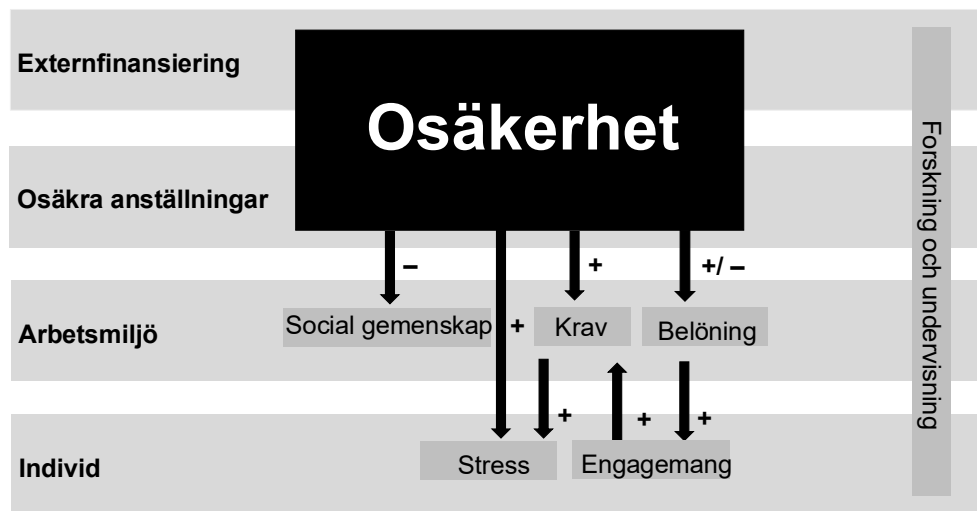 Externfinansiering
Osäkerhet
Osäkra anställningar
– + +/ –
Arbetsmiljö
Social gemenskap + Krav Belöning
+ + +
Individ
Stress Engagemang
Forskning och undervisning